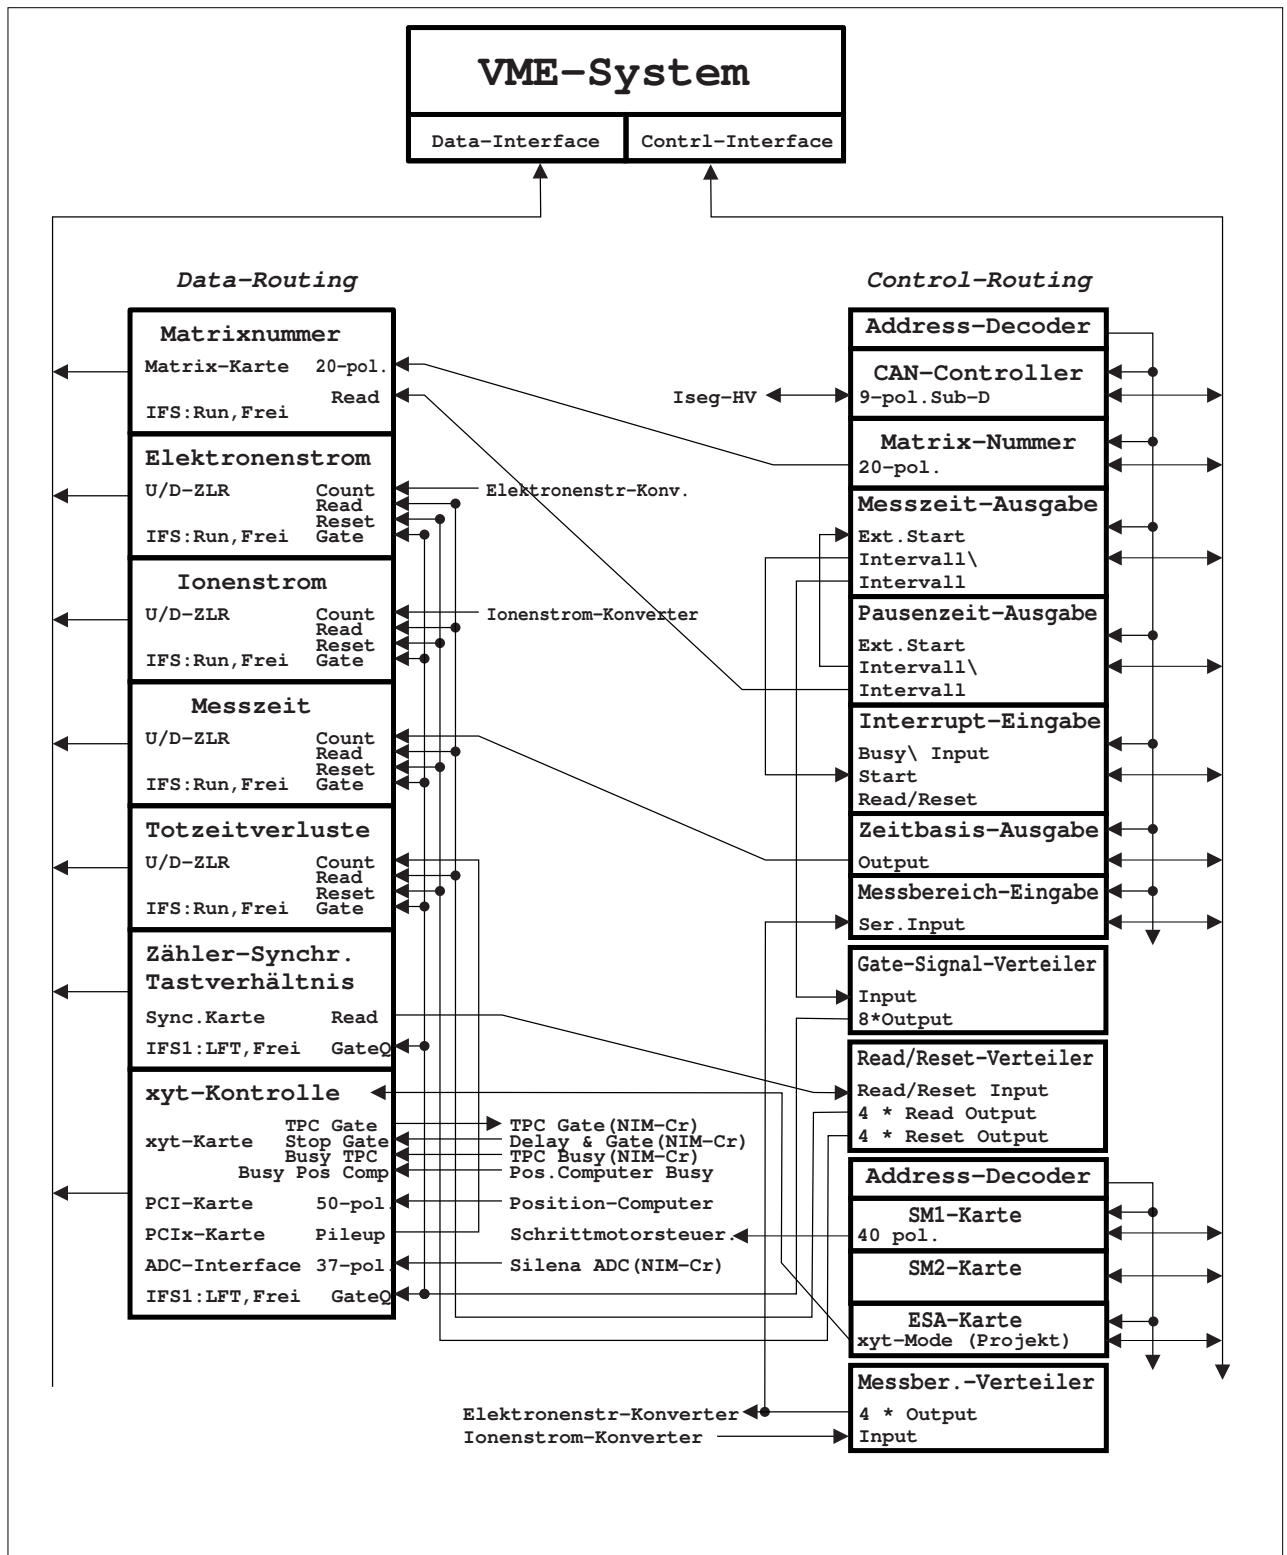 VME-System
Data-Interface
Contrl-Interface
Data-Routing
Matrixnummer
Matrix-Karte 20-pol.
Read
IFS:Run,Frei
Elektronenstrom
U/D-ZLR Count
Read
Reset
IFS:Run,Frei Gate
Ionenstrom
U/D-ZLR Count
Read
Reset
IFS:Run,Frei Gate
Messzeit
U/D-ZLR Count
Read
Reset
IFS:Run,Frei Gate
Totzeitverluste
U/D-ZLR Count
Read
Reset
IFS:Run,Frei Gate
Zähler-Synchr.
Tastverhältnis
Sync.Karte Read
IFS1:LFT,Frei GateQ
xyt-Kontrolle
TPC Gate
xyt-Karte Stop Gate
Busy TPC
Busy Pos Comp
PCI-Karte 50-pol.
PCIx-Karte Pileup
ADC-Interface 37-pol.
IFS1:LFT,Frei GateQ
Iseg-HV
Elektronenstr-Konv.
Ionenstrom-Konverter
TPC Gate(NIM-Cr)
Delay & Gate(NIM-Cr)
TPC Busy(NIM-Cr)
Pos.Computer Busy
Position-Computer
Schrittmotorsteuer.
Silena ADC(NIM-Cr)
Elektronenstr-Konverter
Ionenstrom-Konverter
Control-Routing
Address-Decoder
CAN-Controller
9-pol.Sub-D
Matrix-Nummer
20-pol.
Messzeit-Ausgabe
Ext.Start
Intervall\
Intervall
Pausenzeit-Ausgabe
Ext.Start
Intervall\
Intervall
Interrupt-Eingabe
Busy\ Input
Start
Read/Reset
Zeitbasis-Ausgabe
Output
Messbereich-Eingabe
Ser.Input
Gate-Signal-Verteiler
Input
8*Output
Read/Reset-Verteiler
Read/Reset Input
4 * Read Output
4 * Reset Output
Address-Decoder
SM1-Karte
40 pol.
SM2-Karte
ESA-Karte
xyt-Mode (Projekt)
Messber.-Verteiler
4 * Output
Input